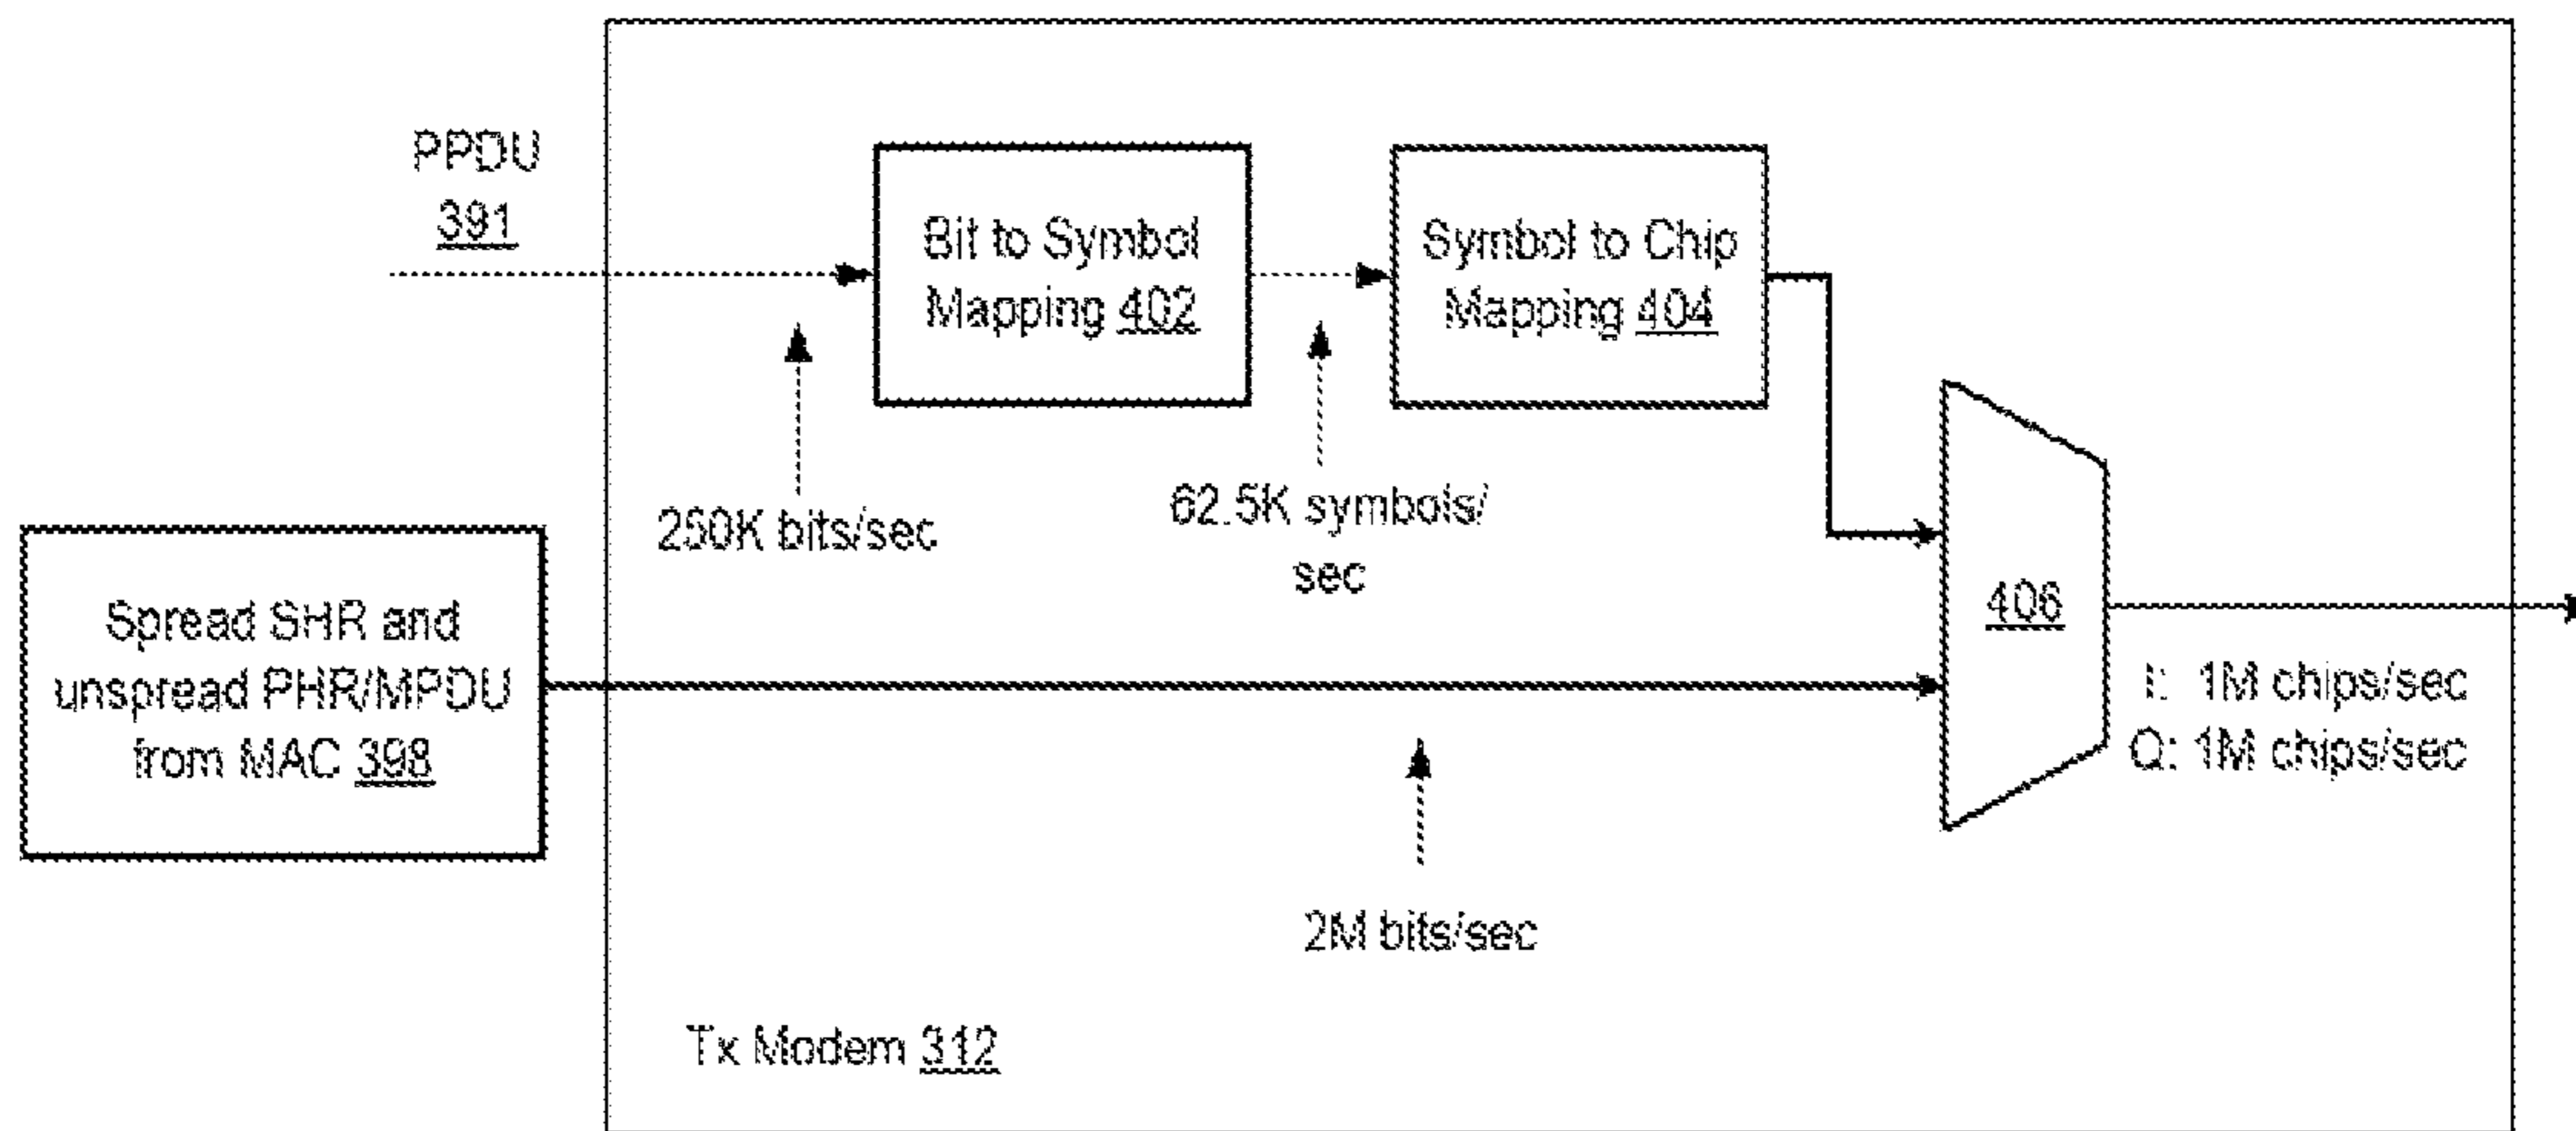 PPDU
391
Bit to Symbol
Mapping 402
Symbol to Chip
Mapping 404
250K bits/sec
62.5K symbols/
sec
Spread SHR and
unspread PHR/MPDU
from MAC 398
406
I: 1M chips/sec
Q: 1M chips/sec
2M bits/sec
Tx Modem 312